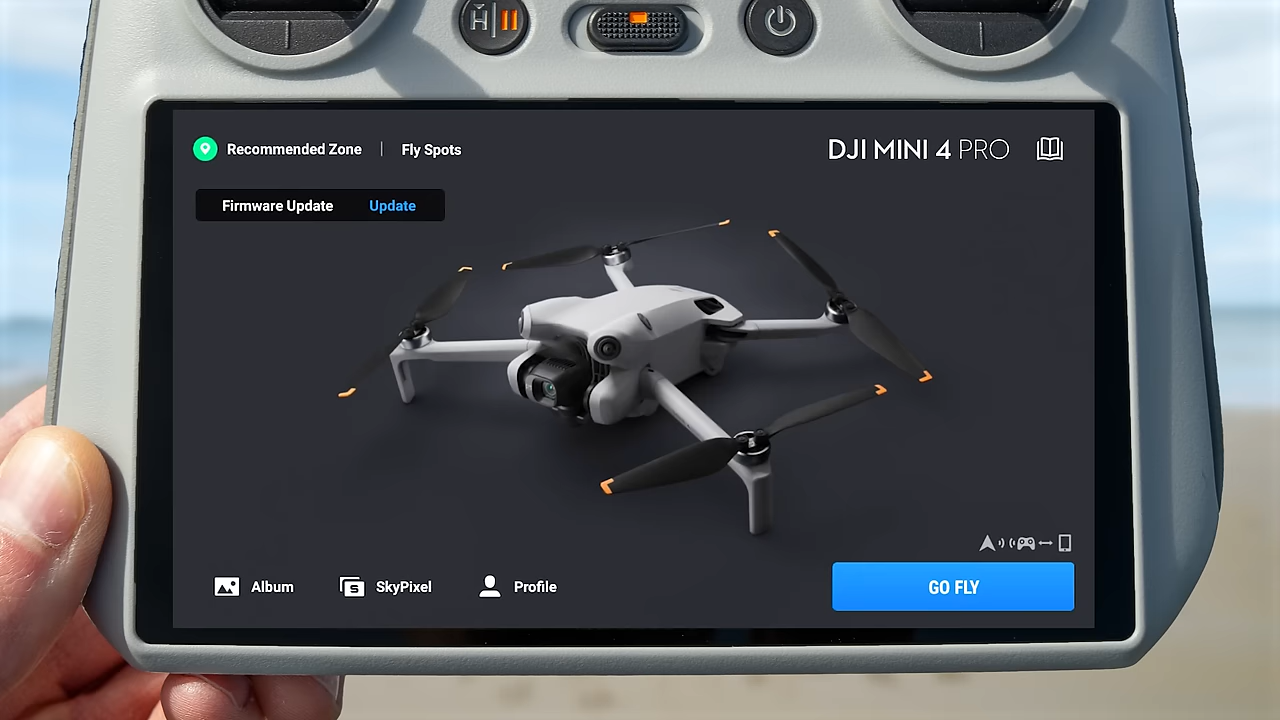 H
Recommended Zone | Fly Spots
DJI MINI 4 PRO
Firmware Update Update
Album
S
SkyPixel
Profile
GO FLY